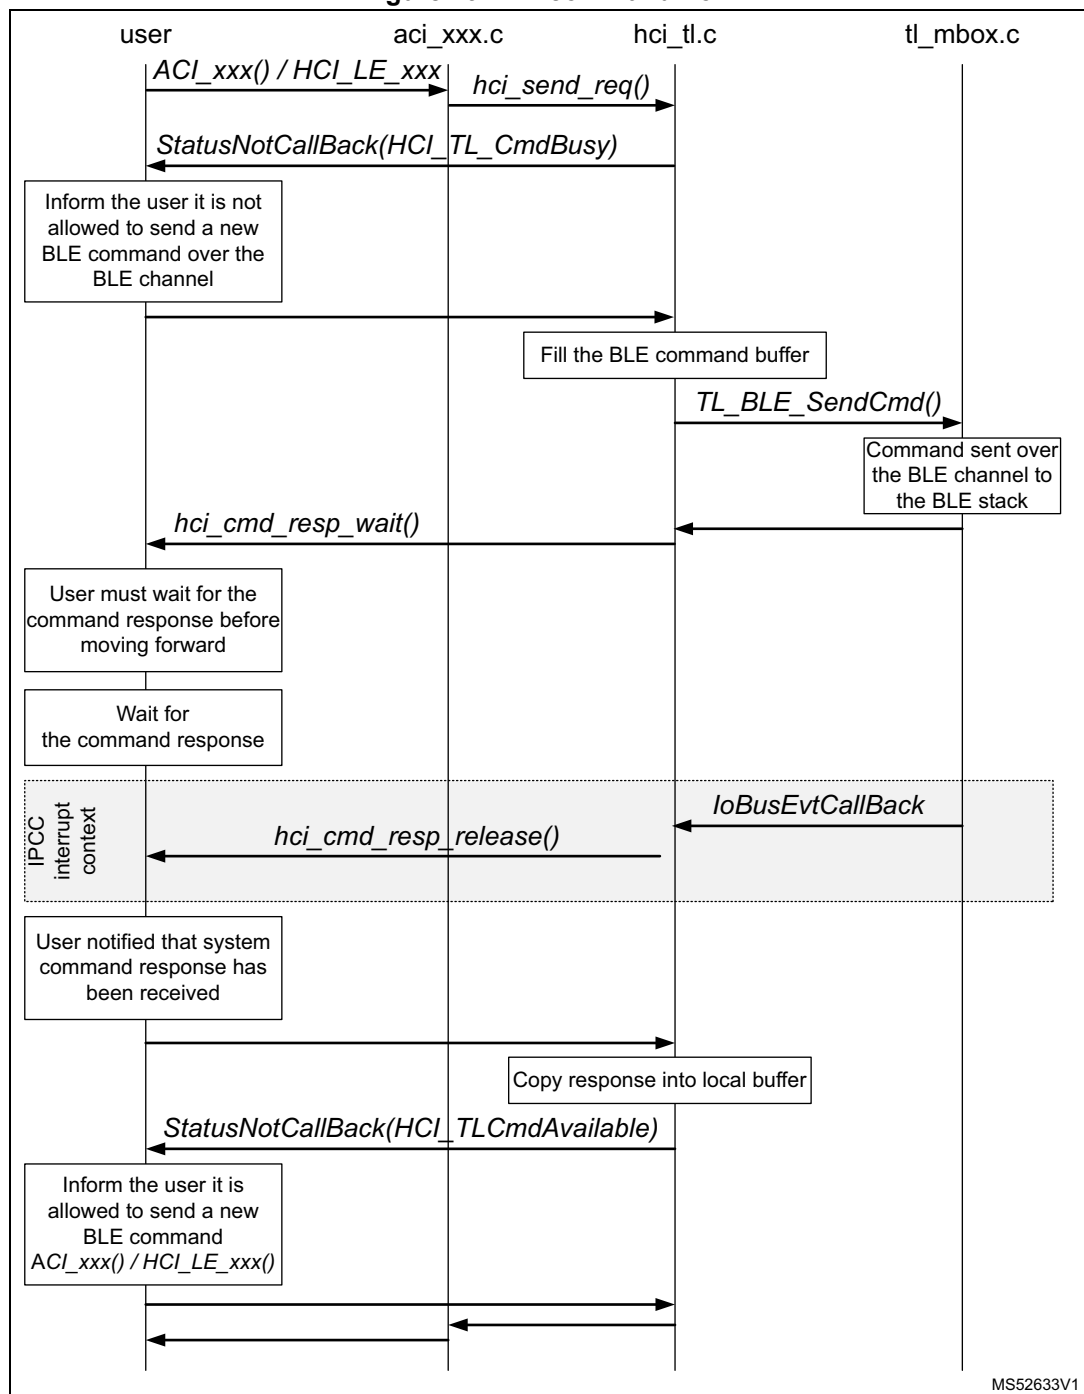 user
aci_xxx.c
hci_tl.c
tl_mbox.c
ACI_xxx() / HCI_LE_xxx
hci_send_req()
StatusNotCallBack(HCI_TL_CmdBusy)
Inform the user it is not
allowed to send a new
BLE command over the
BLE channel
Fill the BLE command buffer
TL_BLE_SendCmd()
Command sent over
the BLE channel to
the BLE stack
hci_cmd_resp_wait()
User must wait for the
command response before
moving forward
Wait for
the command response
IPCC
interrupt
context
IoBusEvtCallBack
hci_cmd_resp_release()
User notified that system
command response has
been received
Copy response into local buffer
StatusNotCallBack(HCI_TLCmdAvailable)
Inform the user it is
allowed to send a new
BLE command
ACI_xxx() / HCI_LE_xxx()
MS52633V1